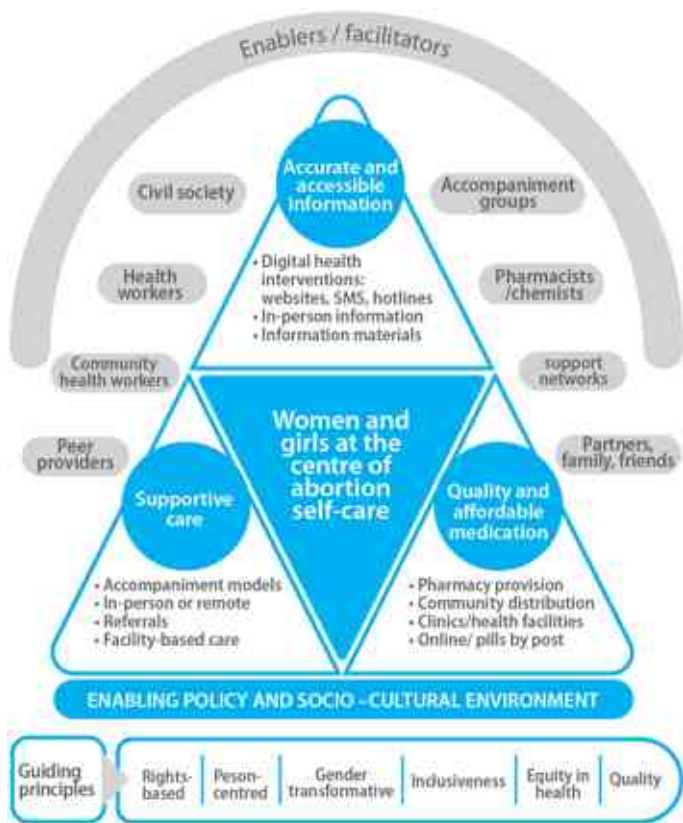 Enablers / facilitators
Accurate and
accessible
information
Civil society
Accompaniment
groups
• Digital health
interventions:
websites, SMS, hotlines
• In-person information
• Information materials
Health
workers
Pharmacists
/chemists
Community
health workers
support
networks
Peer
providers
Partners,
family, friends
Women and
girls at the
centre of
abortion
self-care
Supportive
care
Quality and
affordable
medication
• Accompaniment models
• In-person or remote
• Referrals
• Facility-based care
• Pharmacy provision
• Community distribution
• Clinics/health facilities
• Online/ pills by post
ENABLING POLICY AND SOCIO –CULTURAL ENVIRONMENT
Guiding
principles
Rights-
based
Peson-
centred
Gender
transformative
Inclusiveness
Equity in
health
Quality